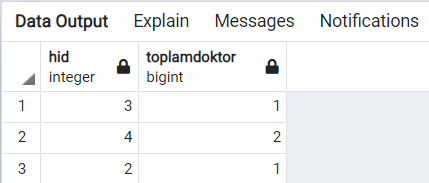 Data Output Explain Messages Notifications
hid toplamdoktor
integer bigint
1 3 1
2 4 2
3 2 1